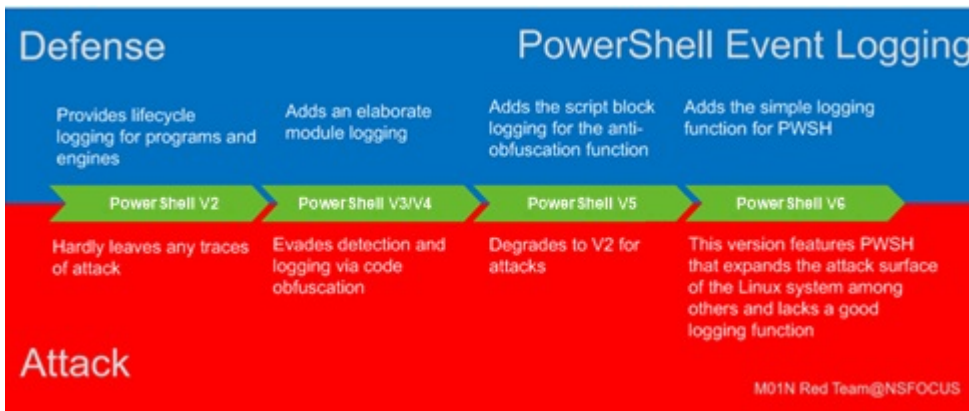 Defense
PowerShell Event Logging
Provides lifecycle
logging for programs and
engines
Adds an elaborate
module logging
Adds the script block
logging for the anti-
obfuscation function
Adds the simple logging
function for PWSH
PowerShell V2
PowerShell V3/V4
PowerShell V5
PowerShell V6
Hardly leaves any traces
of attack
Evades detection and
logging via code
obfuscation
Degrades to V2 for
attacks
This version features PWSH
that expands the attack surface
of the Linux system among
others and lacks a good
logging function
Attack
M01N Red Team@NSFOCUS